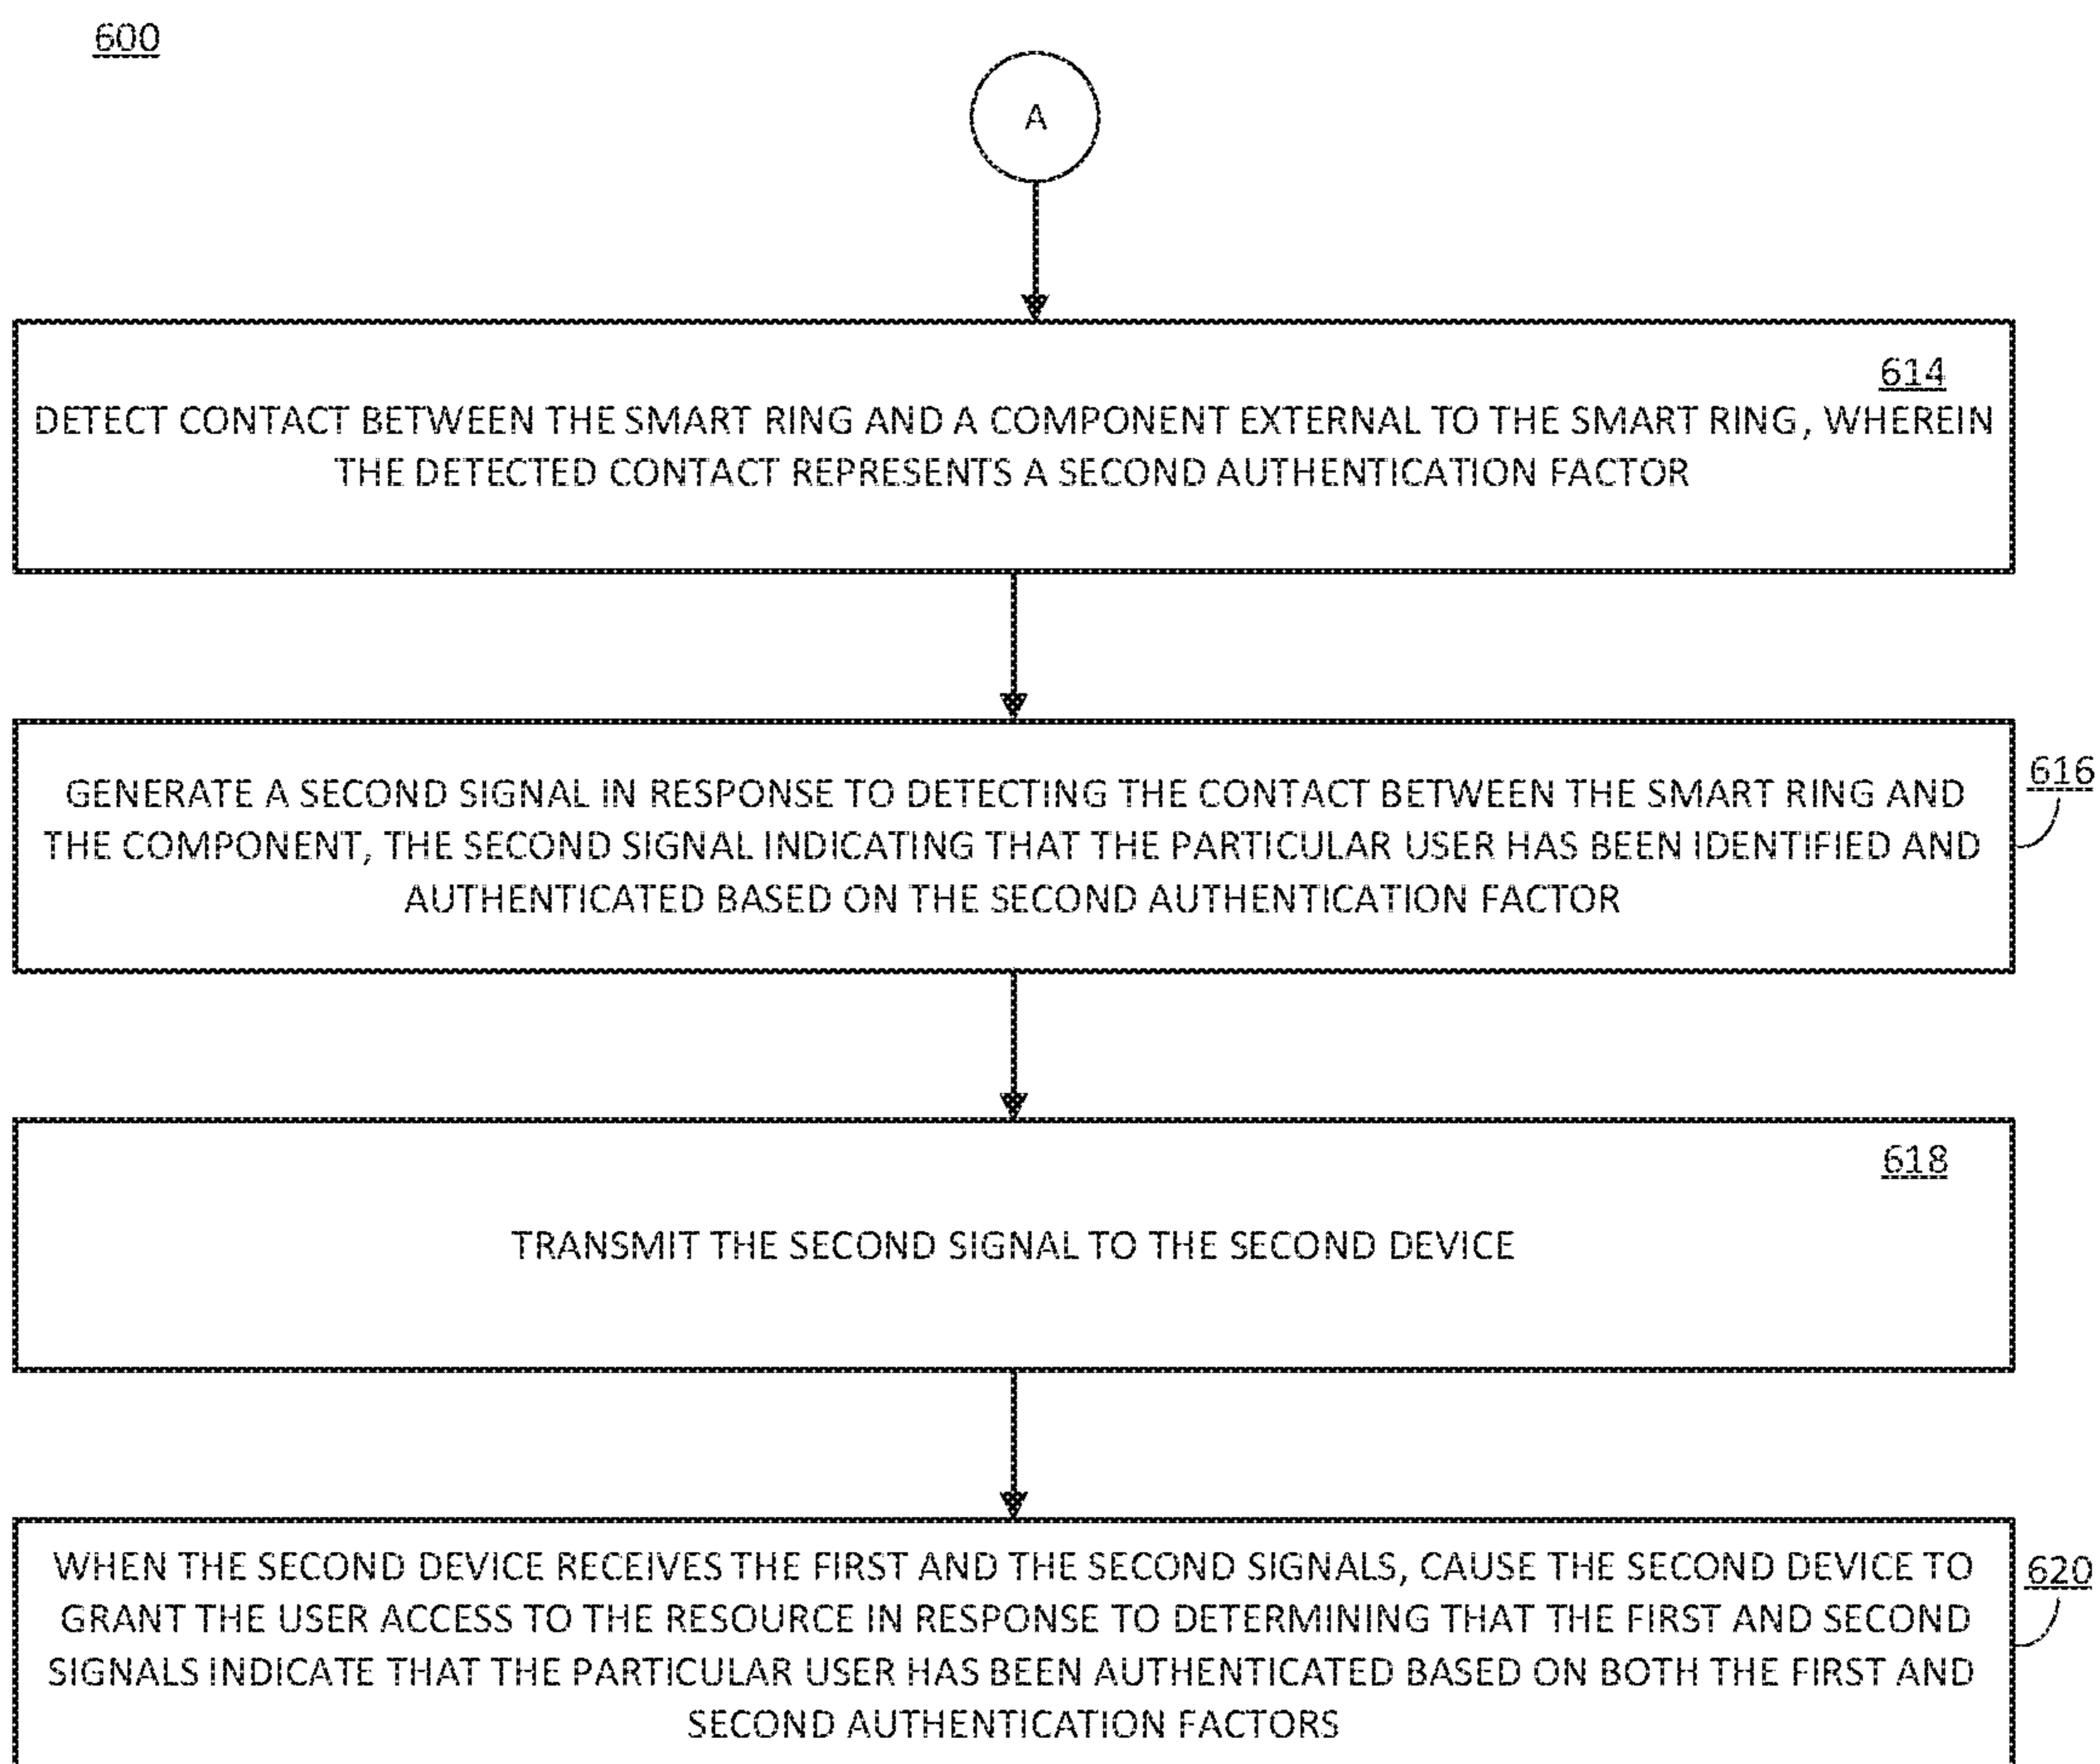 600
A
614
DETECT CONTACT BETWEEN THE SMART RING AND A COMPONENT EXTERNAL TO THE SMART RING, WHEREIN
THE DETECTED CONTACT REPRESENTS A SECOND AUTHENTICATION FACTOR
616
GENERATE A SECOND SIGNAL IN RESPONSE TO DETECTING THE CONTACT BETWEEN THE SMART RING AND
THE COMPONENT, THE SECOND SIGNAL INDICATING THAT THE PARTICULAR USER HAS BEEN IDENTIFIED AND
AUTHENTICATED BASED ON THE SECOND AUTHENTICATION FACTOR
618
TRANSMIT THE SECOND SIGNAL TO THE SECOND DEVICE
WHEN THE SECOND DEVICE RECEIVES THE FIRST AND THE SECOND SIGNALS, CAUSE THE SECOND DEVICE TO
620
GRANT THE USER ACCESS TO THE RESOURCE IN RESPONSE TO DETERMINING THAT THE FIRST AND SECOND
SIGNALS INDICATE THAT THE PARTICULAR USER HAS BEEN AUTHENTICATED BASED ON BOTH THE FIRST AND
SECOND AUTHENTICATION FACTORS